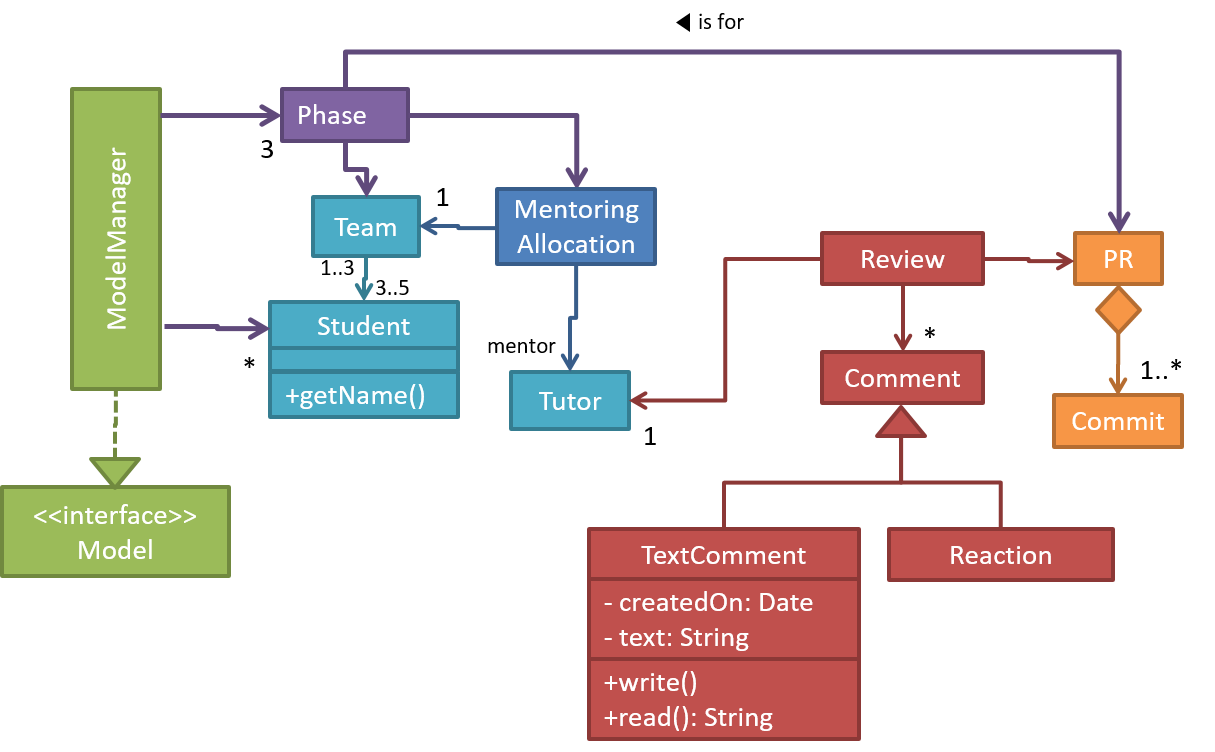 ◀ is for
ModelManager
Phase
3
Team
1
Mentoring
Allocation
1..3
3..5
Student
*
+getName()
mentor
Tutor
1
Review
PR
*
Comment
1..*
Commit
<<interface>>
Model
TextComment
- createdOn: Date
- text: String
+write()
+read(): String
Reaction